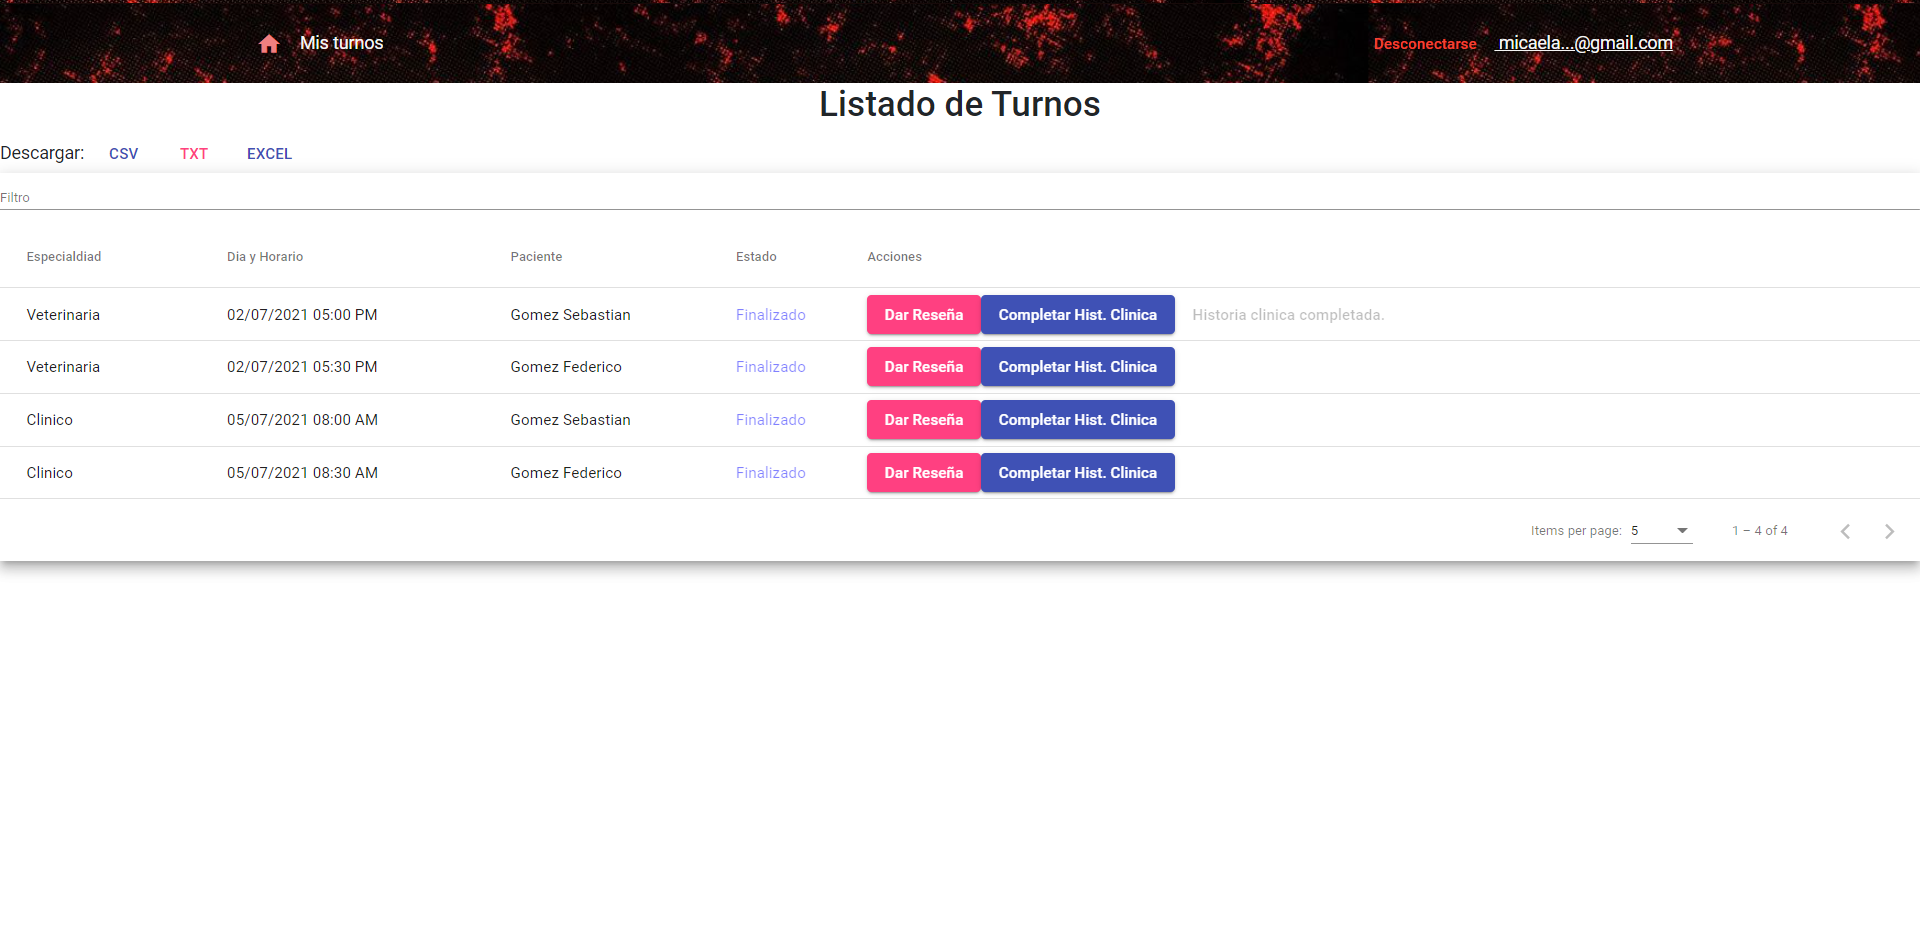 Mis turnos Desconectarse micaela...@gmail.com
Listado de Turnos
Descargar: CSV TXT EXCEL
Filtro
Especialdiad Dia y Horario Paciente Estado Acciones
Veterinaria 02/07/2021 05:00 PM Gomez Sebastian Finalizado Dar Reseña Completar Hist. Clinica Historia clinica completada.
Veterinaria 02/07/2021 05:30 PM Gomez Federico Finalizado Dar Reseña Completar Hist. Clinica
Clinico 05/07/2021 08:00 AM Gomez Sebastian Finalizado Dar Reseña Completar Hist. Clinica
Clinico 05/07/2021 08:30 AM Gomez Federico Finalizado Dar Reseña Completar Hist. Clinica
Items per page: 5 1 – 4 of 4